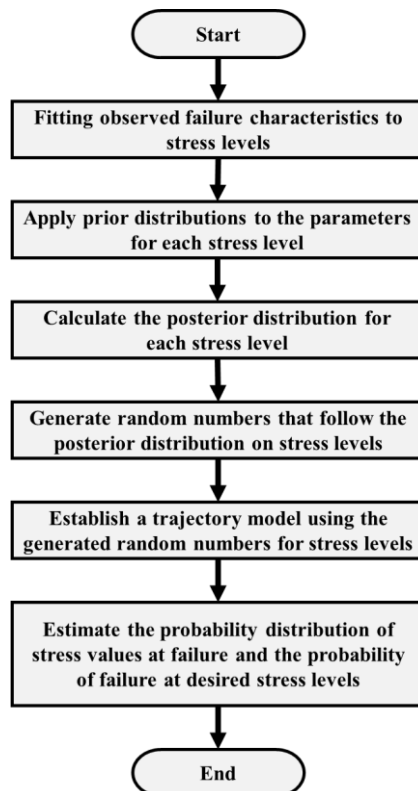 Start
Fitting observed failure characteristics to
stress levels
Apply prior distributions to the parameters
for each stress level
Calculate the posterior distribution for
each stress level
Generate random numbers that follow the
posterior distribution on stress levels
Establish a trajectory model using the
generated random numbers for stress levels
Estimate the probability distribution of
stress values at failure and the probability
of failure at desired stress levels
End